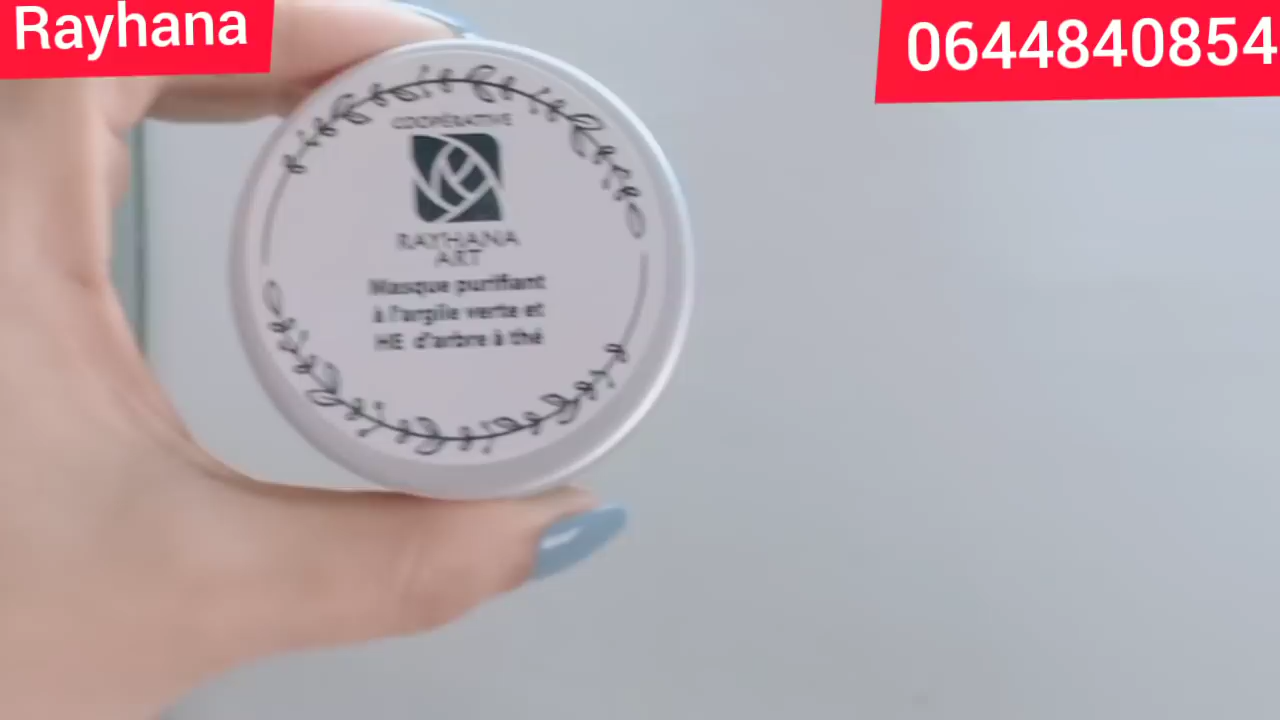 Rayhana
0644840854
COOPÉRATIVE
RAYHANA
ART
Masque purifiant
à l'argile verte et
HE d'arbre à thé